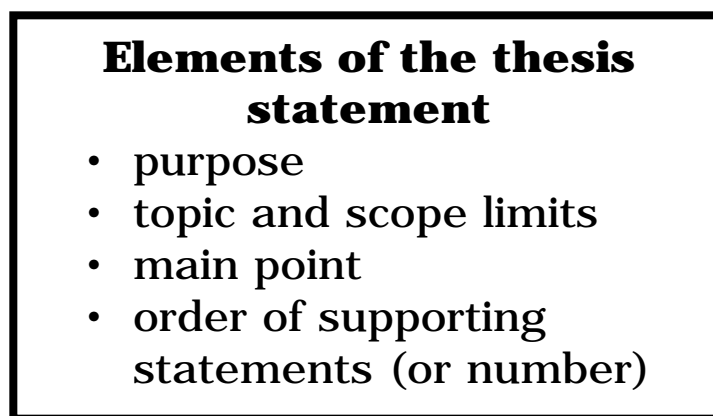 Elements of the thesis
statement
• purpose
• topic and scope limits
• main point
• order of supporting
statements (or number)